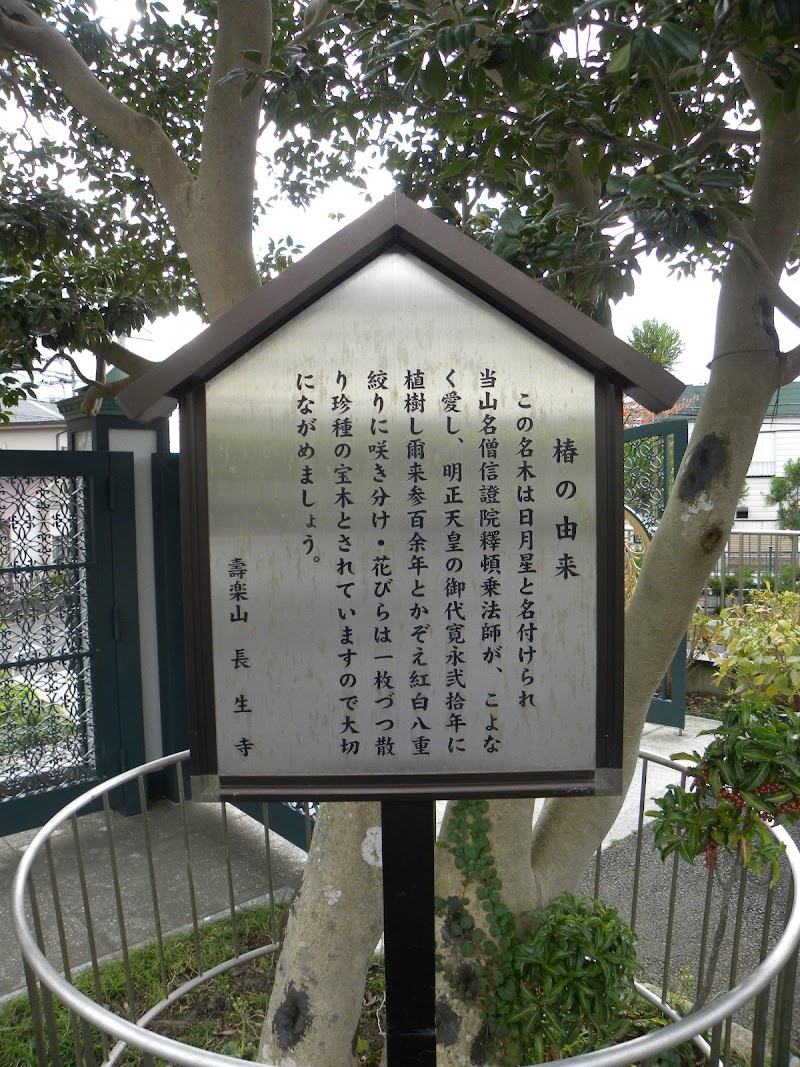 椿の由来
この名木は日月星と名付けられ
当山名僧信證院釋頓乗法師が、こよな
く愛し、明正天皇の御代寛永弐拾年に
植樹し爾来参百余年とかぞえ紅白八重
絞りに咲き分け・花びらは一枚づつ散
り珍種の宝木とされていますので大切
にながめましょう。
壽楽山 長生寺